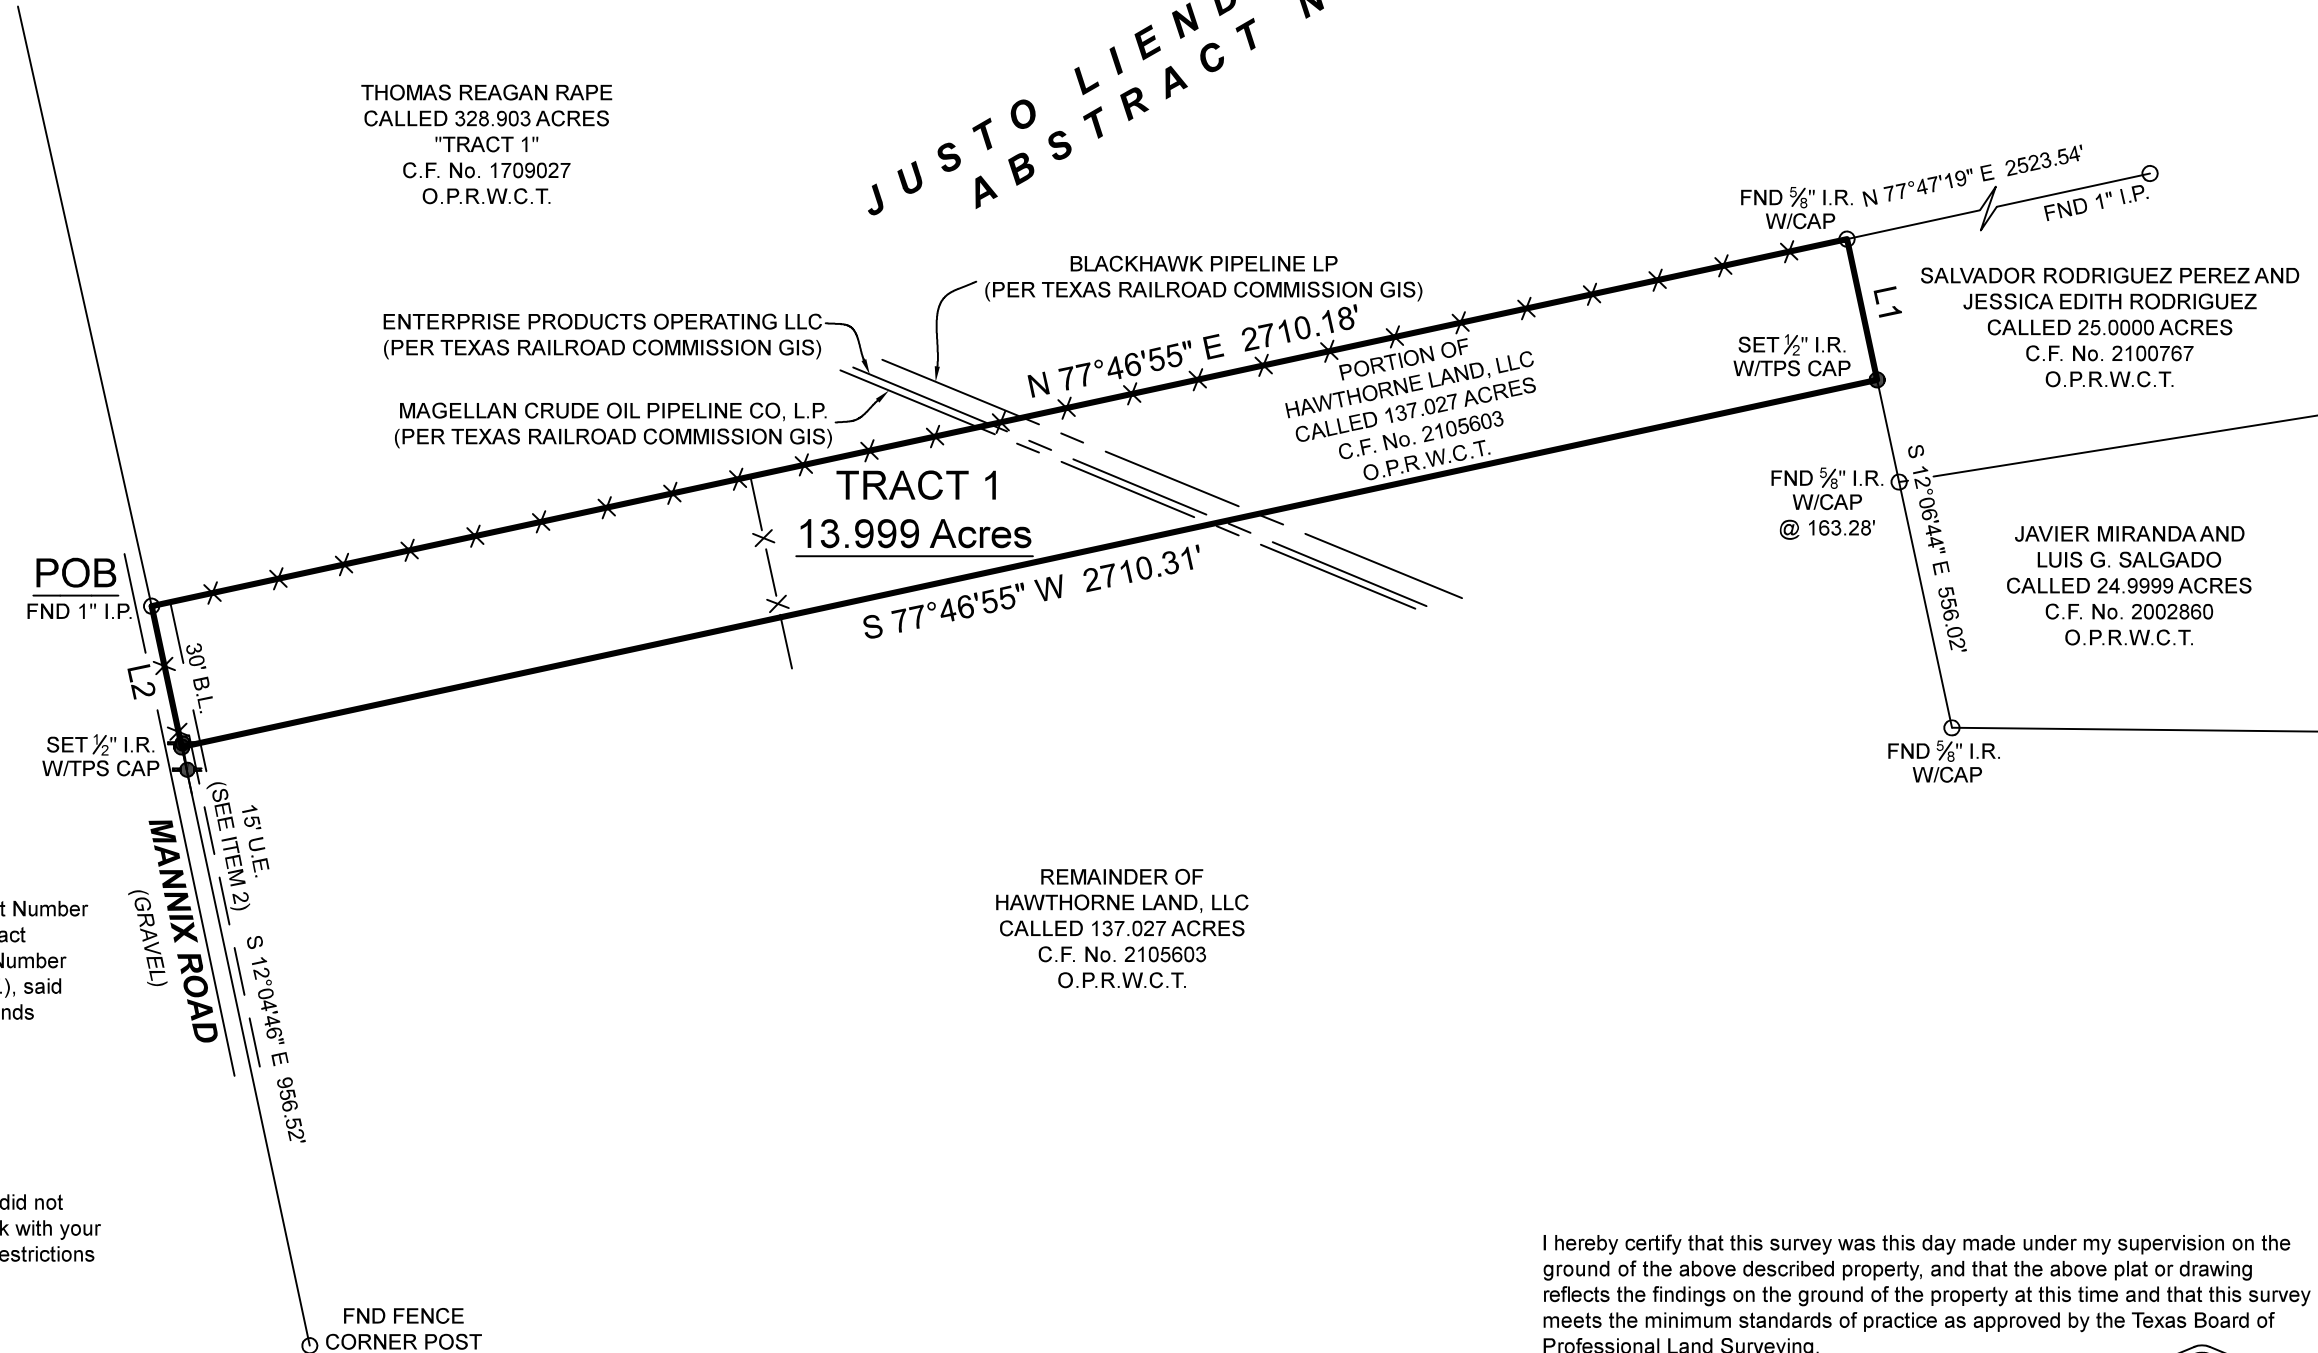 JUSTO LIEND
ABSTRACT N
THOMAS REAGAN RAPE
CALLED 328.903 ACRES
"TRACT 1"
C.F. No. 1709027
O.P.R.W.C.T.
N 77°47'19" E 2523.54'
FND 1" I.P.
FND ⅝" I.R.
W/CAP
BLACKHAWK PIPELINE LP
(PER TEXAS RAILROAD COMMISSION GIS)
ENTERPRISE PRODUCTS OPERATING LLC
(PER TEXAS RAILROAD COMMISSION GIS)
MAGELLAN CRUDE OIL PIPELINE CO, L.P.
(PER TEXAS RAILROAD COMMISSION GIS)
N 77°46'55" E 2710.18'
PORTION OF
HAWTHORNE LAND, LLC
CALLED 137.027 ACRES
C.F. No. 2105603
O.P.R.W.C.T.
L1
SALVADOR RODRIGUEZ PEREZ AND
JESSICA EDITH RODRIGUEZ
CALLED 25.0000 ACRES
C.F. No. 2100767
O.P.R.W.C.T.
SET ½" I.R.
W/TPS CAP
TRACT 1
13.999 Acres
S 77°46'55" W 2710.31'
FND ⅝" I.R.
W/CAP
@ 163.28'
S 12°06'44" E 556.02'
JAVIER MIRANDA AND
LUIS G. SALGADO
CALLED 24.9999 ACRES
C.F. No. 2002860
O.P.R.W.C.T.
FND ⅝" I.R.
W/CAP
POB
FND 1" I.P.
L2
30' B.L.
SET ½" I.R.
W/TPS CAP
15' U.E.
(SEE ITEM 2)
MANNIX ROAD
(GRAVEL)
S 12°04'46" E 956.52'
REMAINDER OF
HAWTHORNE LAND, LLC
CALLED 137.027 ACRES
C.F. No. 2105603
O.P.R.W.C.T.
t Number
act
Number
.), said
nds
did not
k with your
estrictions
FND FENCE
CORNER POST
I hereby certify that this survey was this day made under my supervision on the
ground of the above described property, and that the above plat or drawing
reflects the findings on the ground of the property at this time and that this survey
meets the minimum standards of practice as approved by the Texas Board of
Professional Land Surveying.